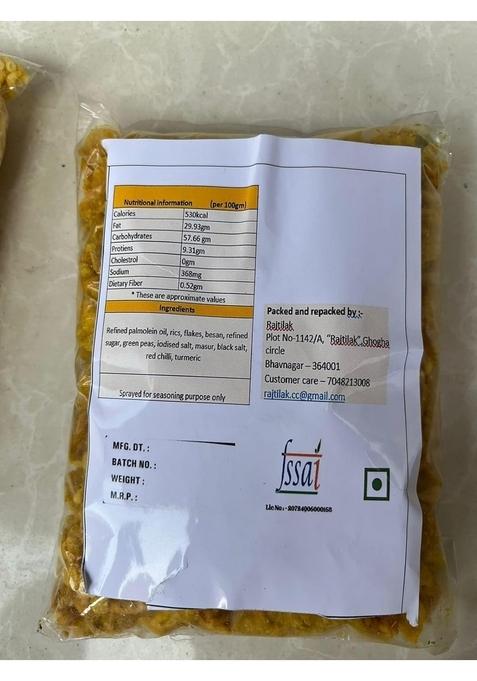 Nutritional information (per 100gm)
Calories 530kcal
Fat 29.93gm
Carbohydrates 57.66 gm
Protiens 9.31gm
Cholestrol 0gm
Sodium 368mg
Dietary Fiber 0.52gm
* These are approximate values
Ingredients
Refined palmolein oil, rics, flakes, besan, refined
sugar, green peas, iodised salt, masur, black salt,
red chilli, turmeric
Sprayed for seasoning purpose only
Packed and repacked by :-
Rajtilak
Plot No-1142/A, "Rajtilak",Ghogha
circle
Bhavnagar – 364001
Customer care – 7048213008
rajtilak.cc@gmail.com
MFG. DT. :
BATCH NO. :
WEIGHT :
M.R.P. :
fssai
Lic No :- 20724006000168